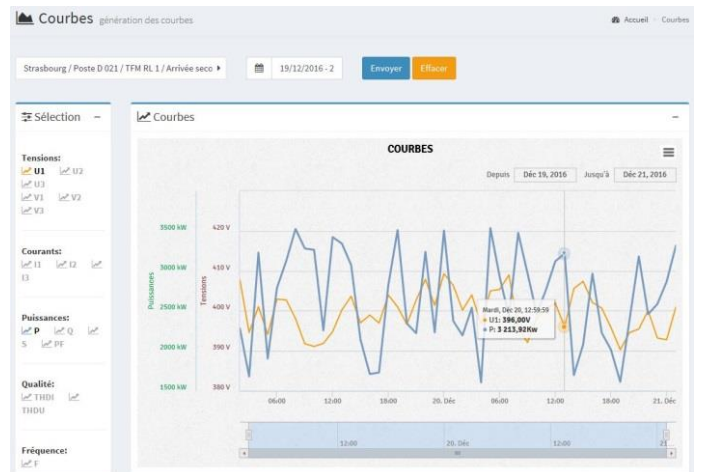 Courbes génération des courbes
Accueil - Courbes
Strasbourg / Poste D 021 / TFM RL 1 / Arrivée seco
19/12/2016 - 2
Envoyer
Effacer
Sélection −
Courbes −
Tensions:
U1 U2
U3
V1 V2
V3
Courants:
I1 I2
I3
Puissances:
P Q
S PF
Qualité:
THDI
THDU
Fréquence:
F
COURBES
Depuis Déc 19, 2016 Jusqu'à Déc 21, 2016
Puissances
3500 kW
3000 kW
2500 kW
2000 kW
1500 kW
Tensions
420 V
410 V
400 V
390 V
380 V
Mardi, Déc 20, 12:59:59
U1: 396,00V
P: 3 213,92Kw
06:00 12:00 18:00 20. Déc 06:00 12:00 18:00 21. Déc
12:00 20. Déc 12:00 21